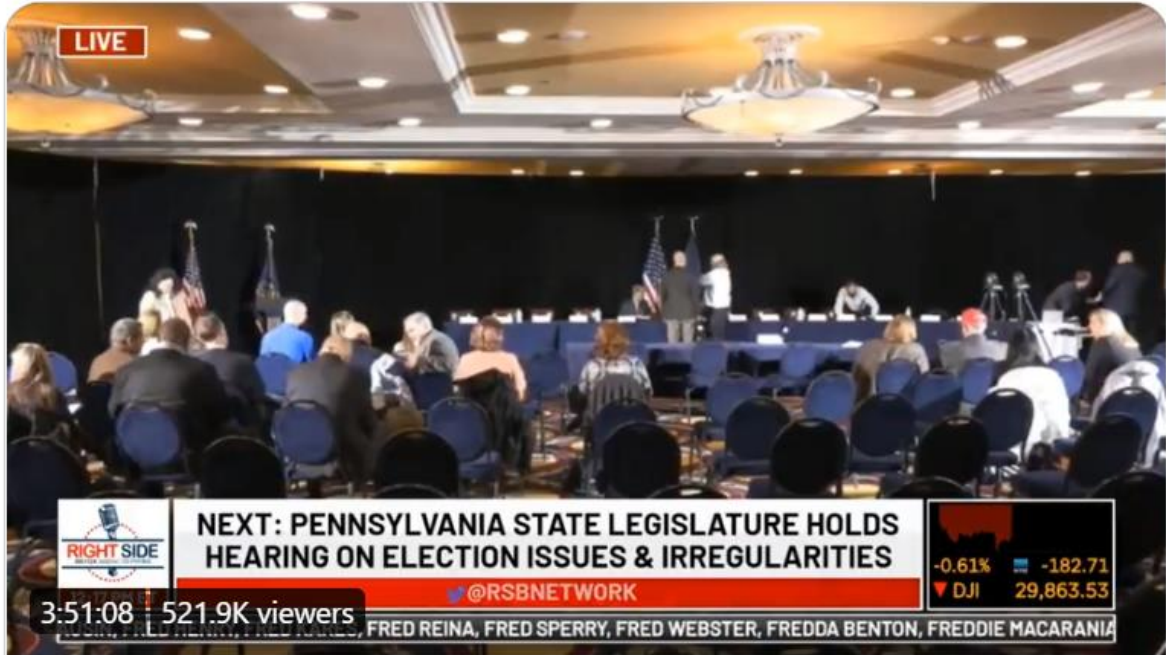 LIVE
NEXT: PENNSYLVANIA STATE LEGISLATURE HOLDS
HEARING ON ELECTION ISSUES & IRREGULARITIES
RIGHT SIDE
@RSBNETWORK
-0.61% -182.71
DJI 29,863.53
3:51:08 521.9K viewers
FRED REINA, FRED SPERRY, FRED WEBSTER, FREDDA BENTON, FREDDIE MACARANIA